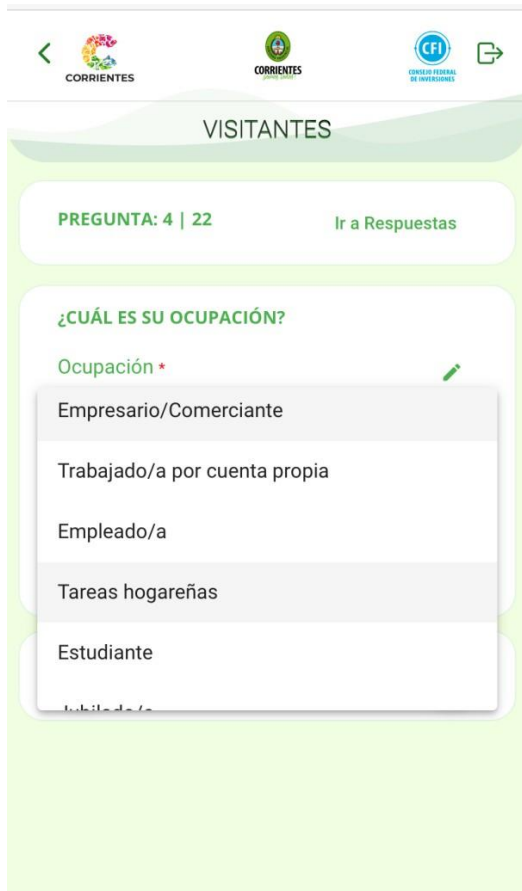 CORRIENTES
CORRIENTES
CFI
CONSEJO FEDERAL
DE INVERSIONES
VISITANTES
PREGUNTA: 4 | 22
Ir a Respuestas
¿CUÁL ES SU OCUPACIÓN?
Ocupación *
Empresario/Comerciante
Trabajado/a por cuenta propia
Empleado/a
Tareas hogareñas
Estudiante
Jubilado/a